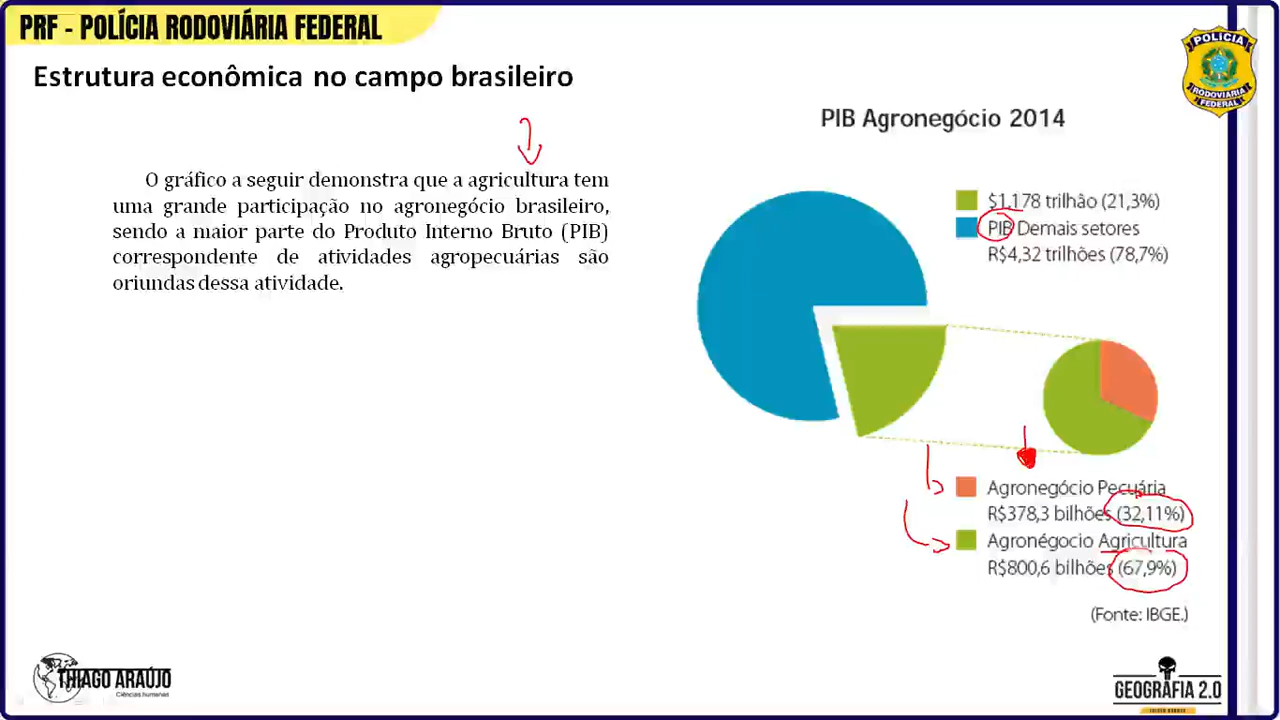 PRF - POLÍCIA RODOVIÁRIA FEDERAL
Estrutura econômica no campo brasileiro
POLÍCIA
RODOVIÁRIA
FEDERAL
O gráfico a seguir demonstra que a agricultura tem
uma grande participação no agronegócio brasileiro,
sendo a maior parte do Produto Interno Bruto (PIB)
correspondente de atividades agropecuárias são
oriundas dessa atividade.
PIB Agronegócio 2014
$1,178 trilhão (21,3%)
PIB Demais setores
R$4,32 trilhões (78,7%)
Agronegócio Pecuária
R$378,3 bilhões (32,11%)
Agronégocio Agricultura
R$800,6 bilhões (67,9%)
(Fonte: IBGE.)
THIAGO ARAÚJO
Ciências humanas
GEOGRAFIA 2.0